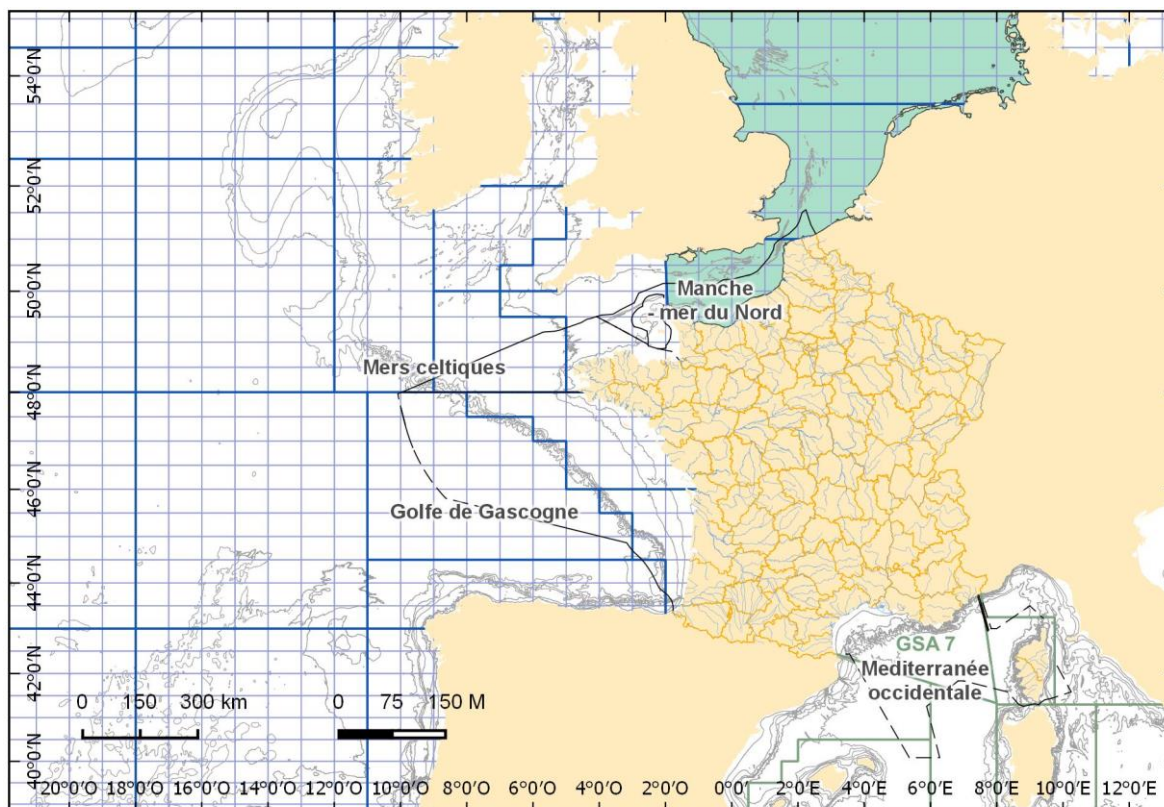 54°0'N
52°0'N
50°0'N
48°0'N
46°0'N
44°0'N
42°0'N
40°0'N
Manche
- mer du Nord
Mers celtiques
Golfe de Gascogne
GSA 7
Mediterranée
occidentale
0 150 300 km
0 75 150 M
20°0'O 18°0'O 16°0'O 14°0'O 12°0'O 10°0'O 8°0'O 6°0'O 4°0'O 2°0'O 0°0' 2°0'E 4°0'E 6°0'E 8°0'E 10°0'E 12°0'E